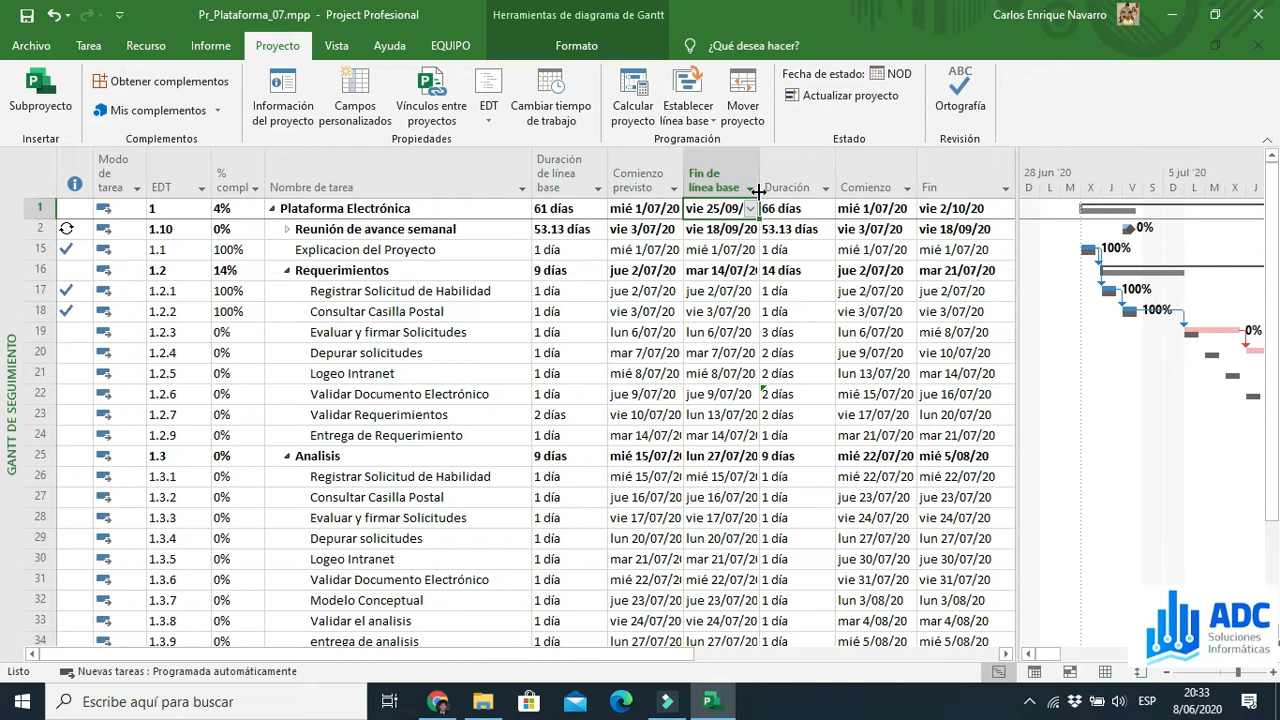 Pr_Plataforma_07.mpp - Project Profesional
Herramientas de diagrama de Gantt
Carlos Enrique Navarro
Archivo Tarea Recurso Informe Proyecto Vista Ayuda EQUIPO Formato ¿Qué desea hacer?
Subproyecto
Insertar
Obtener complementos
Mis complementos
Complementos
Información del proyecto
Campos personalizados
Vínculos entre proyectos
EDT
Cambiar tiempo de trabajo
Propiedades
Calcular proyecto
Establecer línea base
Mover proyecto
Programación
Fecha de estado: NOD
Actualizar proyecto
Estado
ABC
Ortografía
Revisión
Modo de tarea EDT % compl Nombre de tarea Duración de línea base Comienzo previsto Fin de línea base Duración Comienzo Fin
28 jun '20 5 jul '20
D L M X J V S D L M X J
1 1 4% Plataforma Electrónica 61 días mié 1/07/20 vie 25/09/ 66 días mié 1/07/20 vie 2/10/20
2 1.10 0% Reunión de avance semanal 53.13 días vie 3/07/20 vie 18/09/20 53.13 días vie 3/07/20 vie 18/09/20 0%
15 1.1 100% Explicacion del Proyecto 1 día mié 1/07/20 mié 1/07/20 1 día mié 1/07/20 mié 1/07/20 100%
16 1.2 14% Requerimientos 9 días jue 2/07/20 mar 14/07/20 14 días jue 2/07/20 mar 21/07/20
17 1.2.1 100% Registrar Solicitud de Habilidad 1 día jue 2/07/20 jue 2/07/20 1 día jue 2/07/20 jue 2/07/20 100%
18 1.2.2 100% Consultar Casilla Postal 1 día vie 3/07/20 vie 3/07/20 1 día vie 3/07/20 vie 3/07/20 100%
19 1.2.3 0% Evaluar y firmar Solicitudes 1 día lun 6/07/20 lun 6/07/20 3 días lun 6/07/20 mié 8/07/20 0%
20 1.2.4 0% Depurar solicitudes 1 día mar 7/07/20 mar 7/07/20 2 días jue 9/07/20 vie 10/07/20
21 1.2.5 0% Logeo Intranet 1 día mié 8/07/20 mié 8/07/20 2 días lun 13/07/20 mar 14/07/20
22 1.2.6 0% Validar Documento Electrónico 1 día jue 9/07/20 jue 9/07/20 2 días mié 15/07/20 jue 16/07/20
23 1.2.7 0% Validar Requerimientos 2 días vie 10/07/20 lun 13/07/20 2 días vie 17/07/20 lun 20/07/20
24 1.2.9 0% Entrega de Requerimiento 1 día mar 14/07/20 mar 14/07/20 1 día mar 21/07/20 mar 21/07/20
25 1.3 0% Analisis 9 días mié 15/07/20 lun 27/07/20 9 días mié 22/07/20 mié 5/08/20
26 1.3.1 0% Registrar Solicitud de Habilidad 1 día mié 15/07/20 mié 15/07/20 1 día mié 22/07/20 mié 22/07/20
27 1.3.2 0% Consultar Casilla Postal 1 día jue 16/07/20 jue 16/07/20 1 día jue 23/07/20 jue 23/07/20
28 1.3.3 0% Evaluar y firmar Solicitudes 1 día vie 17/07/20 vie 17/07/20 1 día vie 24/07/20 vie 24/07/20
29 1.3.4 0% Depurar solicitudes 1 día lun 20/07/20 lun 20/07/20 1 día mié 29/07/20 mié 29/07/20
30 1.3.5 0% Logeo Intranet 1 día mar 21/07/20 mar 21/07/20 1 día jue 30/07/20 jue 30/07/20
31 1.3.6 0% Validar Documento Electrónico 1 día mié 22/07/20 mié 22/07/20 1 día vie 31/07/20 vie 31/07/20
32 1.3.7 0% Modelo Conceptual 1 día jue 23/07/20 jue 23/07/20 1 día lun 3/08/20 lun 3/08/20
33 1.3.8 0% Validar el analisis 1 día vie 24/07/20 vie 24/07/20 1 día mar 4/08/20 mar 4/08/20
34 1.3.9 0% entrega de analisis 1 día lun 27/07/20 lun 27/07/20 1 día mié 5/08/20 mié 5/08/20
GANTT DE SEGUIMIENTO
ADC
Soluciones
Informáticas
Listo Nuevas tareas : Programada automáticamente
Escribe aquí para buscar
ESP
20:33
8/06/2020